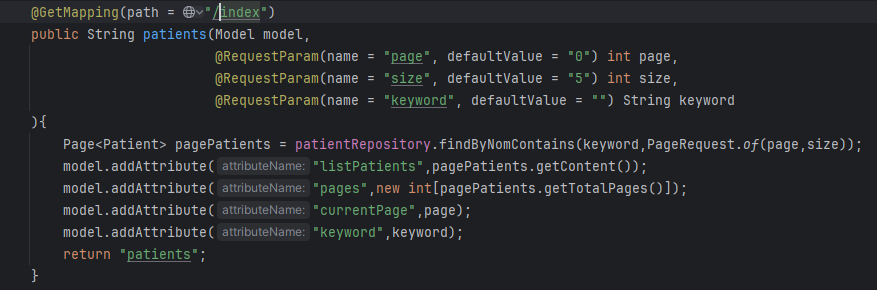 @GetMapping(path = "/index")
public String patients(Model model,
@RequestParam(name = "page", defaultValue = "0") int page,
@RequestParam(name = "size", defaultValue = "5") int size,
@RequestParam(name = "keyword", defaultValue = "") String keyword
){
Page<Patient> pagePatients = patientRepository.findByNomContains(keyword,PageRequest.of(page,size));
model.addAttribute( attributeName: "listPatients",pagePatients.getContent());
model.addAttribute( attributeName: "pages",new int[pagePatients.getTotalPages()]);
model.addAttribute( attributeName: "currentPage",page);
model.addAttribute( attributeName: "keyword",keyword);
return "patients";
}